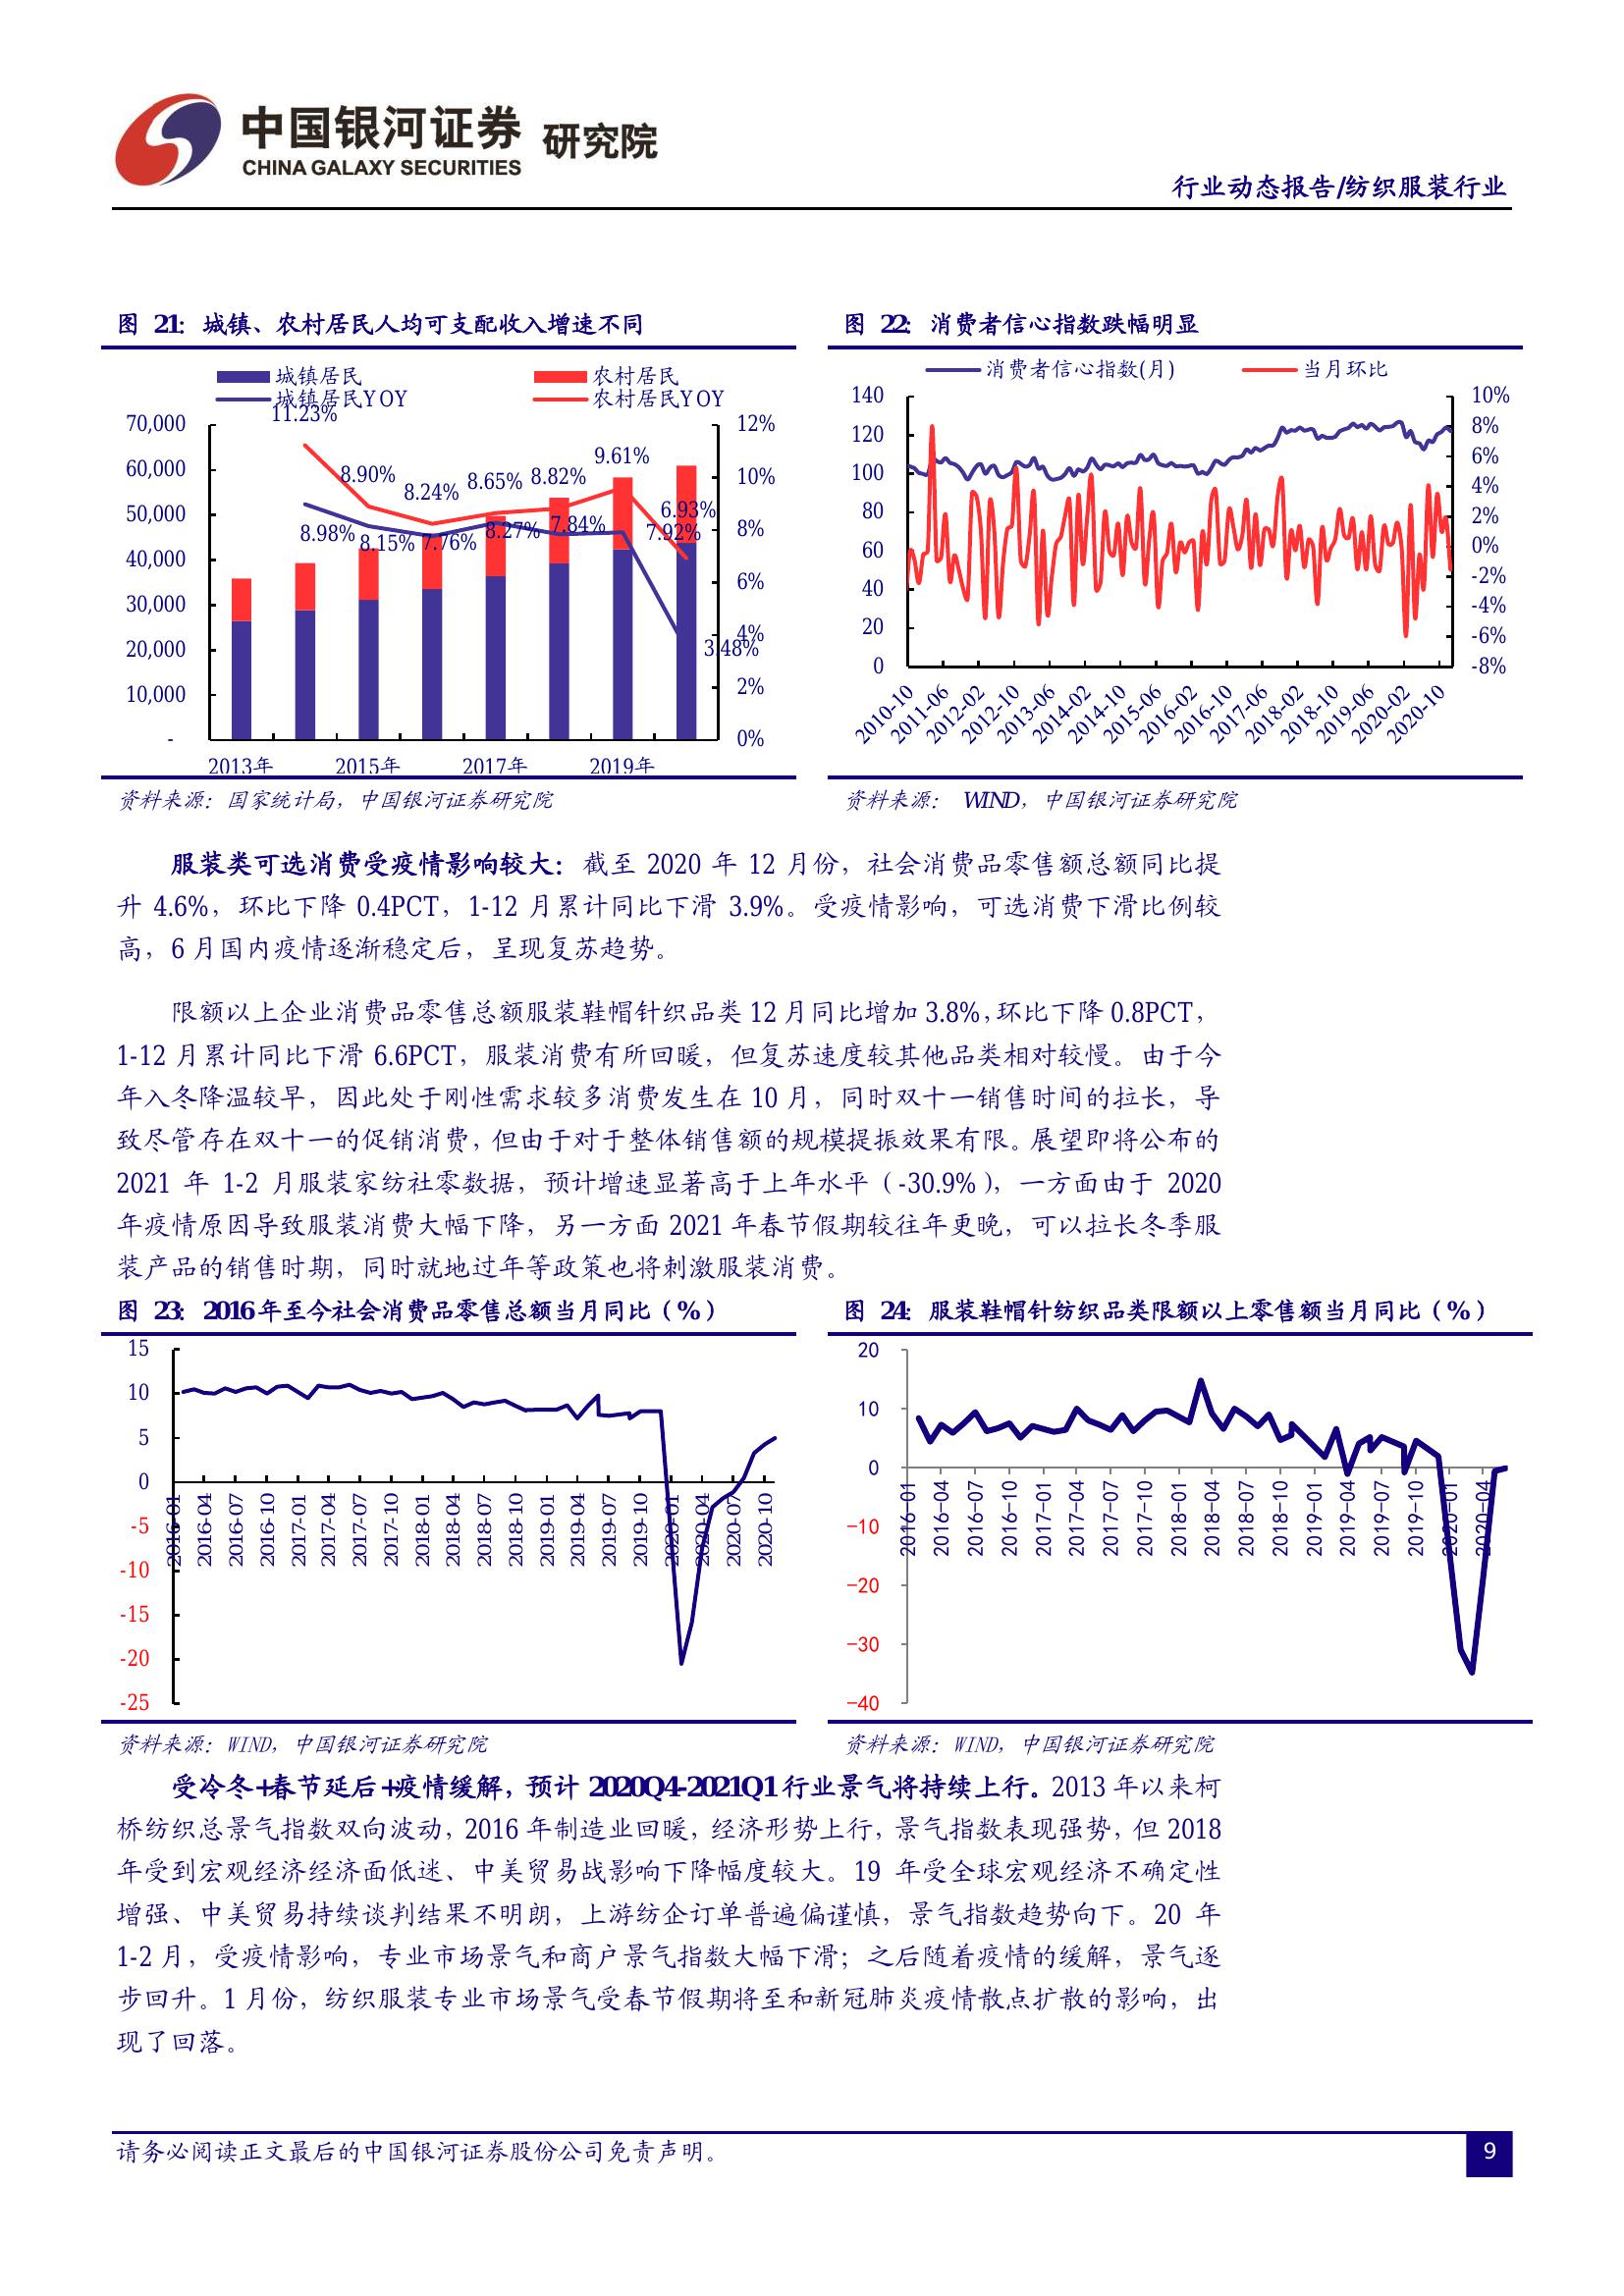 中国银河证券 研究院
CHINA GALAXY SECURITIES
行业动态报告/纺织服装行业
图 21: 城镇、农村居民人均可支配收入增速不同
城镇居民 农村居民
城镇居民YOY 农村居民YOY
70,000
60,000
50,000
40,000
30,000
20,000
10,000
-
11.23%
8.90%
8.24%
8.65%
8.82%
9.61%
6.93%
8.98%
8.15%
7.76%
8.27%
7.84%
7.92%
3.48%
12%
10%
8%
6%
4%
2%
0%
2013年 2015年 2017年 2019年
资料来源：国家统计局，中国银河证券研究院
图 22: 消费者信心指数跌幅明显
消费者信心指数(月) 当月环比
140
120
100
80
60
40
20
0
10%
8%
6%
4%
2%
0%
-2%
-4%
-6%
-8%
2010-10 2011-06 2012-02 2012-10 2013-06 2014-02 2014-10 2015-06 2016-02 2016-10 2017-06 2018-02 2018-10 2019-06 2020-02 2020-10
资料来源： WIND，中国银河证券研究院
服装类可选消费受疫情影响较大：截至 2020 年 12 月份，社会消费品零售额总额同比提
升 4.6%，环比下降 0.4PCT，1-12 月累计同比下滑 3.9%。受疫情影响，可选消费下滑比例较
高，6 月国内疫情逐渐稳定后，呈现复苏趋势。
限额以上企业消费品零售总额服装鞋帽针织品类 12 月同比增加 3.8%，环比下降 0.8PCT，
1-12 月累计同比下滑 6.6PCT，服装消费有所回暖，但复苏速度较其他品类相对较慢。由于今
年入冬降温较早，因此处于刚性需求较多消费发生在 10 月，同时双十一销售时间的拉长，导
致尽管存在双十一的促销消费，但由于对于整体销售额的规模提振效果有限。展望即将公布的
2021 年 1-2 月服装家纺社零数据，预计增速显著高于上年水平（-30.9%），一方面由于 2020
年疫情原因导致服装消费大幅下降，另一方面 2021 年春节假期较往年更晚，可以拉长冬季服
装产品的销售时期，同时就地过年等政策也将刺激服装消费。
图 23: 2016 年至今社会消费品零售总额当月同比（%）
15
10
5
0
-5
-10
-15
-20
-25
2016-01 2016-04 2016-07 2016-10 2017-01 2017-04 2017-07 2017-10 2018-01 2018-04 2018-07 2018-10 2019-01 2019-04 2019-07 2019-10 2020-01 2020-04 2020-07 2020-10
资料来源：WIND，中国银河证券研究院
图 24: 服装鞋帽针纺织品类限额以上零售额当月同比（%）
20
10
0
-10
-20
-30
-40
2016-01 2016-04 2016-07 2016-10 2017-01 2017-04 2017-07 2017-10 2018-01 2018-04 2018-07 2018-10 2019-01 2019-04 2019-07 2019-10 2020-01 2020-04
资料来源：WIND，中国银河证券研究院
受冷冬+春节延后+疫情缓解，预计 2020Q4-2021Q1 行业景气将持续上行。2013 年以来柯
桥纺织总景气指数双向波动，2016 年制造业回暖，经济形势上行，景气指数表现强势，但 2018
年受到宏观经济经济面低迷、中美贸易战影响下降幅度较大。19 年受全球宏观经济不确定性
增强、中美贸易持续谈判结果不明朗，上游纺企订单普遍偏谨慎，景气指数趋势向下。20 年
1-2 月，受疫情影响，专业市场景气和商户景气指数大幅下滑；之后随着疫情的缓解，景气逐
步回升。1 月份，纺织服装专业市场景气受春节假期将至和新冠肺炎疫情散点扩散的影响，出
现了回落。
请务必阅读正文最后的中国银河证券股份公司免责声明。
9